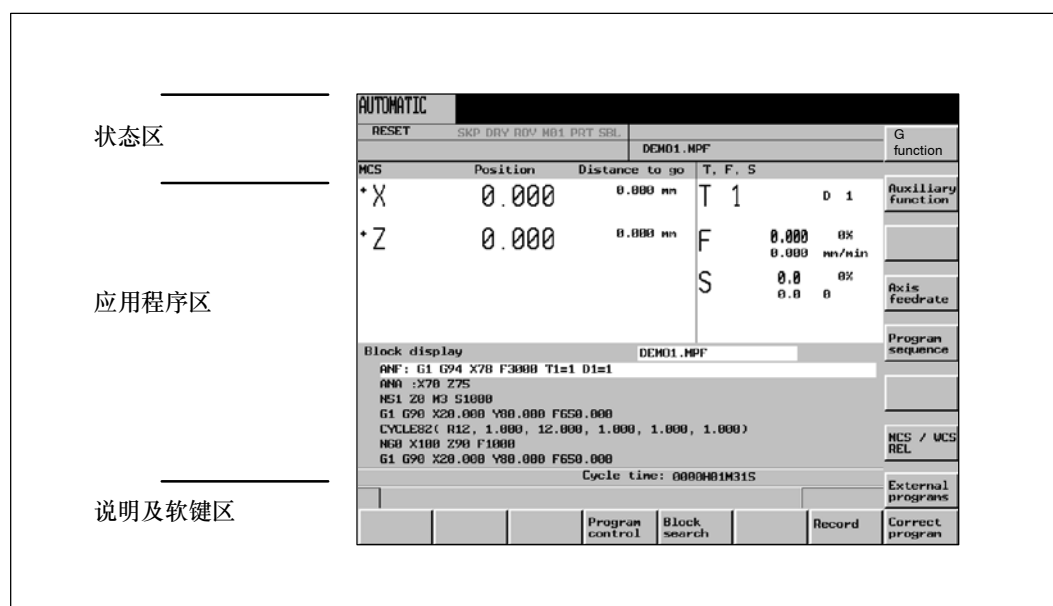 状态区
应用程序区
说明及软键区
AUTOMATIC
RESET SKP DRY ROV M01 PRT SBL
DEMO1.MPF
MCS Position Distance to go T, F, S
+X 0.000 0.000 mm T 1 D 1
+Z 0.000 0.000 mm F 0.000 0%
0.000 mm/min
S 0.0 0%
0.0 0
Block display DEMO1.MPF
ANF: G1 G94 X78 F3000 T1=1 D1=1
ANA :X70 Z75
N51 Z0 M3 S1000
G1 G90 X20.000 Y80.000 F650.000
CYCLE82( R12, 1.000, 12.000, 1.000, 1.000, 1.000)
N60 X100 Z90 F1000
G1 G90 X20.000 Y80.000 F650.000
Cycle time: 0000H01M31S
G
function
Auxiliary
function
Axis
feedrate
Program
sequence
MCS / WCS
REL
External
programs
Program
control
Block
search
Record
Correct
program